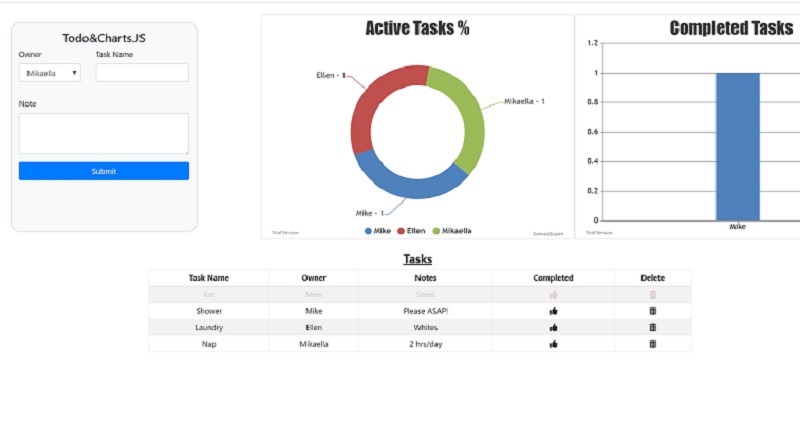 Todo&Charts.JS
Owner
Task Name
Mikaella
Note
Submit
Active Tasks %
Ellen - 1
Mikaella - 1
Mike - 1
Trial Version
CanvasJS.com
Mike Ellen Mikaella
Completed Tasks
1.2
1
0.8
0.6
0.4
0.2
0
Mike
Trial Version
Tasks
Task Name Owner Notes Completed Delete
Eat Mike Salad
Shower Mike Please ASAP!
Laundry Ellen Whites
Nap Mikaella 2 hrs/day